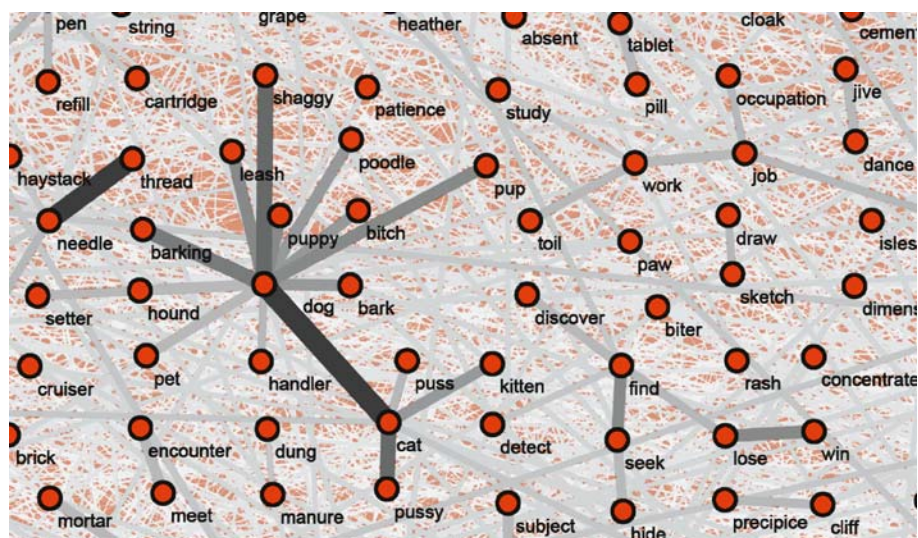 pen string grape heather absent tablet cloak cement
refill cartridge shaggy patience study pill occupation jive
haystack thread leash poodle pup work job dance
needle barking puppy bitch toil paw draw isles
setter hound dog bark discover biter sketch dimens
cruiser pet handler puss kitten find rash concentrate
brick encounter dung cat detect seek lose win
mortar meet manure pussy subject hide precipice cliff